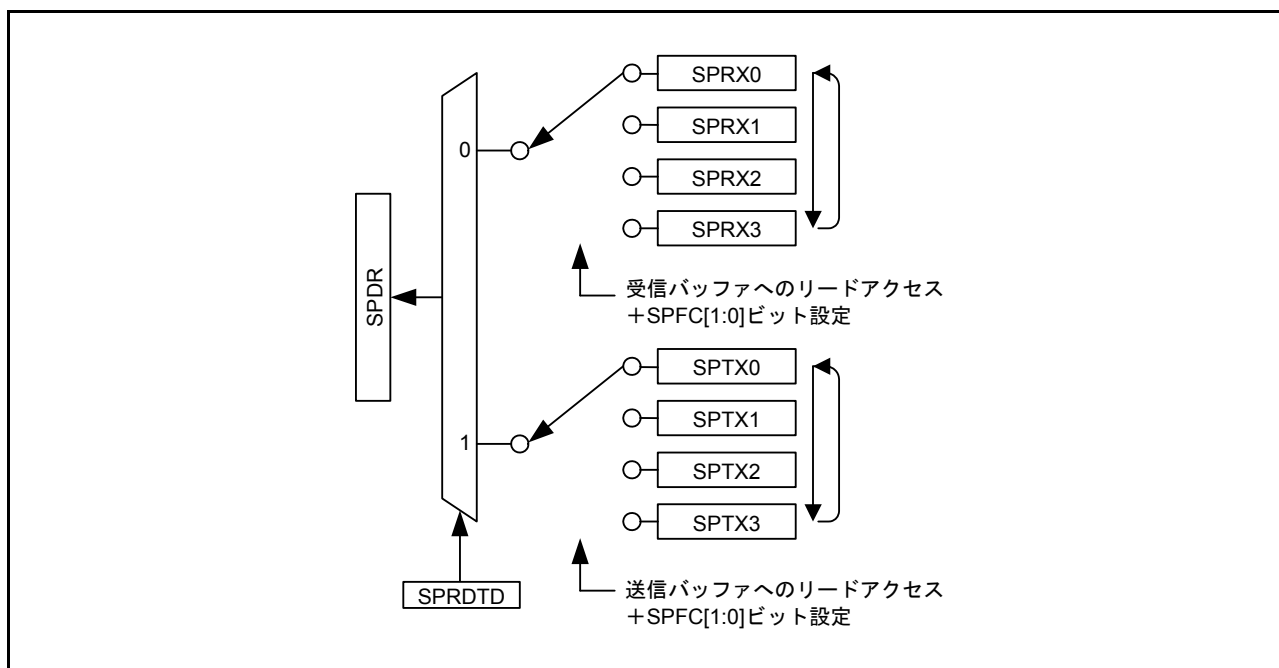 SPRX0
SPRX1
0
SPRX2
SPRX3
SPDR
受信バッファへのリードアクセス
+SPFC[1:0]ビット設定
SPTX0
SPTX1
1
SPTX2
SPTX3
SPRDTD
送信バッファへのリードアクセス
+SPFC[1:0]ビット設定